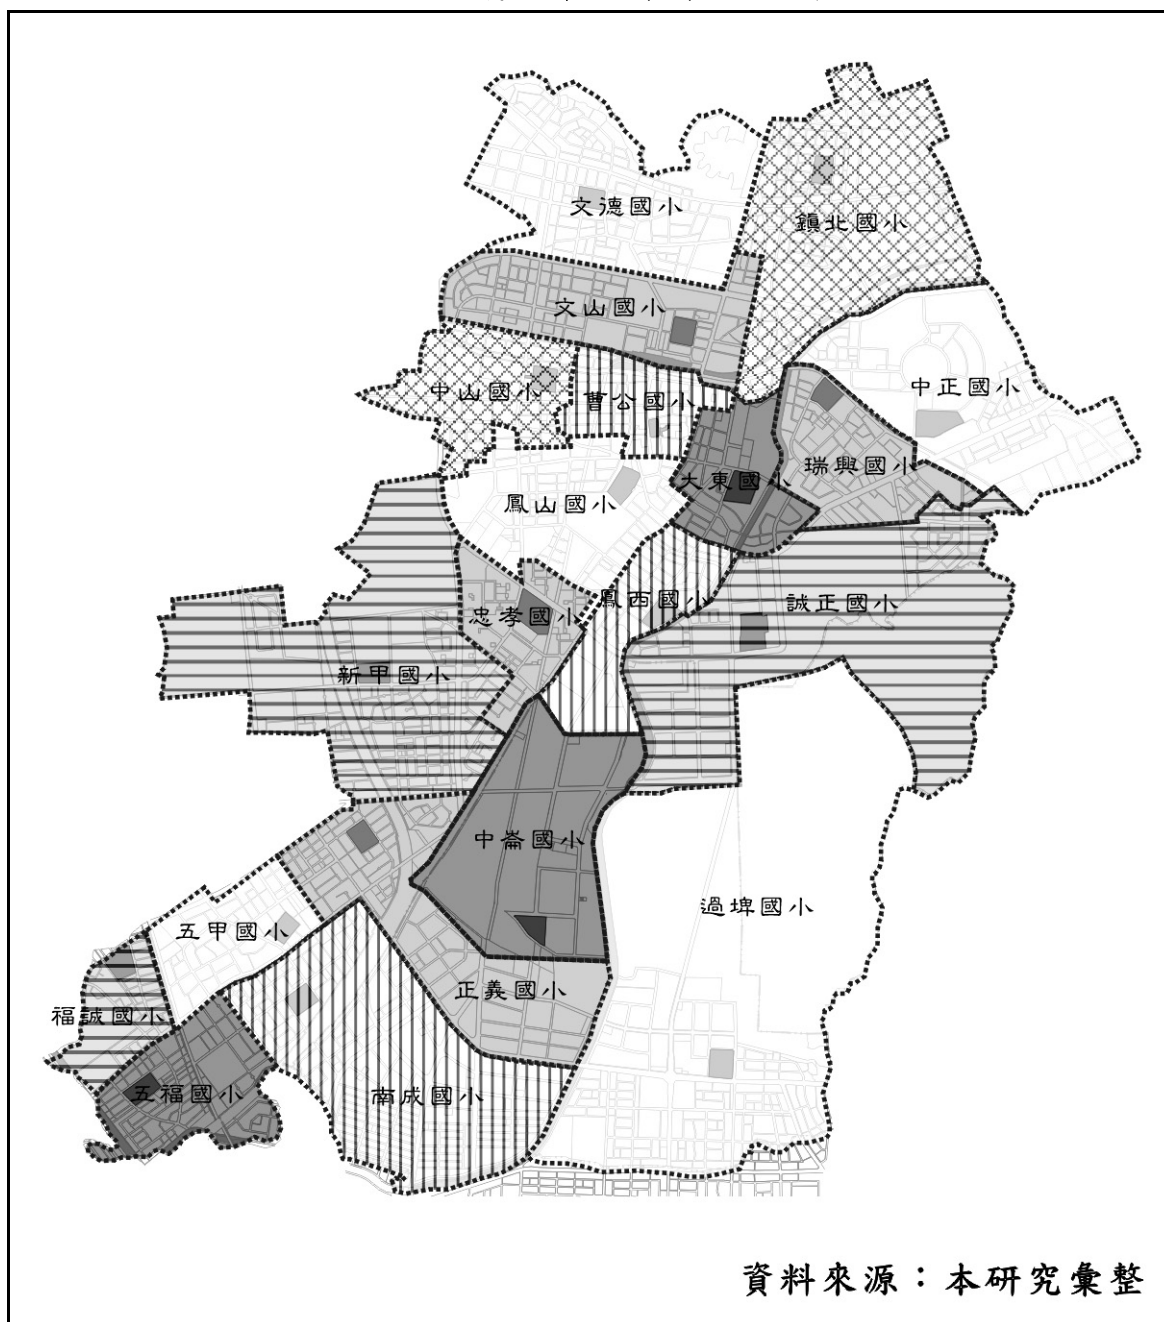 文德國小
鎮北國小
文山國小
中山國小
曹公國小
中正國小
瑞興國小
大東國小
鳳山國小
鳳西國小
誠正國小
忠孝國小
新甲國小
中崙國小
過埤國小
五甲國小
正義國小
福誠國小
五福國小
南成國小
資料來源：本研究彙整